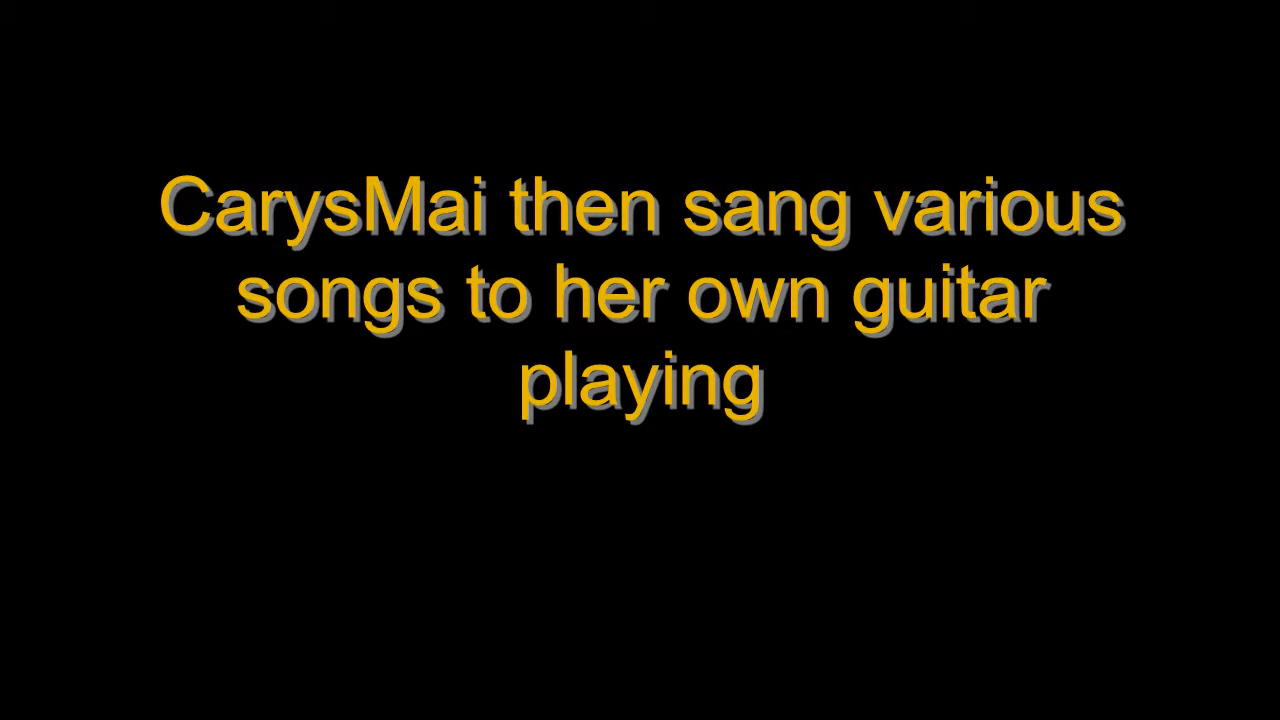 CarysMai then sang various
songs to her own guitar
playing